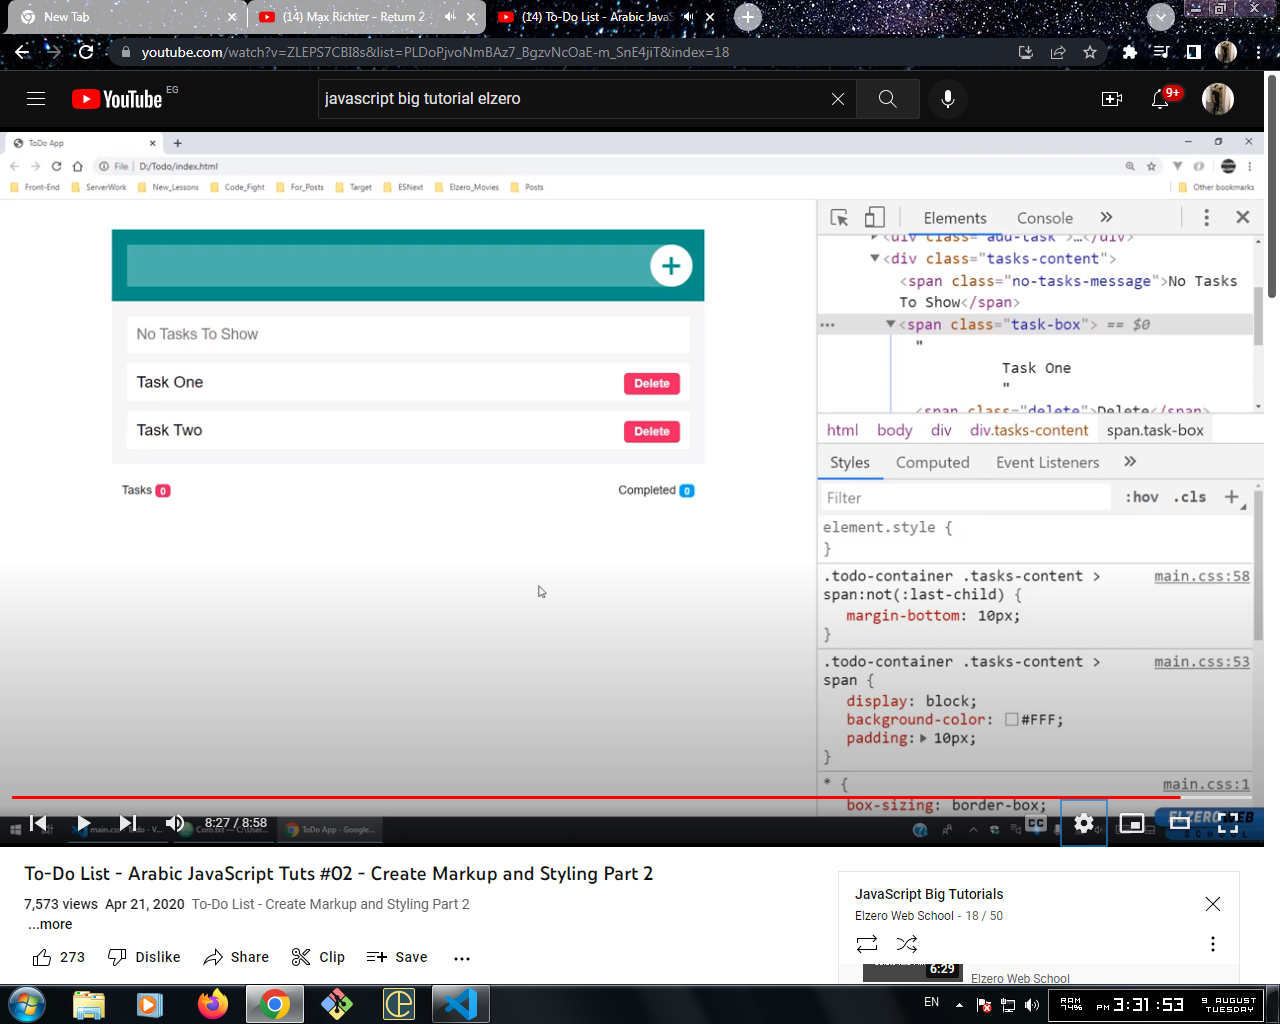 New Tab
(14) Max Richter - Return 2
(14) To-Do List - Arabic JavaS
youtube.com/watch?v=ZLEPS7CBI8s&list=PLDoPjvoNmBAz7_BgzvNcOaE-m_SnE4jiT&index=18
YouTube EG
javascript big tutorial elzero
9+
ToDo App
File | D:/Todo/index.html
Front-End ServerWork New_Lessons Code_Fight For_Posts Target ESNext Elzero_Movies Posts Other bookmarks
Elements Console
<div class="add-task">…</div>
<div class="tasks-content">
<span class="no-tasks-message">No Tasks
To Show</span>
<span class="task-box"> == $0
"
Task One
"
<span class="delete">Delete</span>
html body div div.tasks-content span.task-box
Styles Computed Event Listeners
Filter :hov .cls +
element.style {
}
.todo-container .tasks-content > main.css:58
span:not(:last-child) {
margin-bottom: 10px;
}
.todo-container .tasks-content > main.css:53
span {
display: block;
background-color: #FFF;
padding: 10px;
}
* { main.css:1
box-sizing: border-box;
No Tasks To Show
Task One Delete
Task Two Delete
Tasks 0 Completed 0
8:27 / 8:58
CC
ToDo App - Google...
ELZERO WEB
SCHOOL
To-Do List - Arabic JavaScript Tuts #02 - Create Markup and Styling Part 2
7,573 views Apr 21, 2020 To-Do List - Create Markup and Styling Part 2
...more
273 Dislike Share Clip Save
JavaScript Big Tutorials
Elzero Web School - 18 / 50
6:29
Elzero Web School
EN
RAM
74%
PM 3:31:53
9 AUGUST
TUESDAY